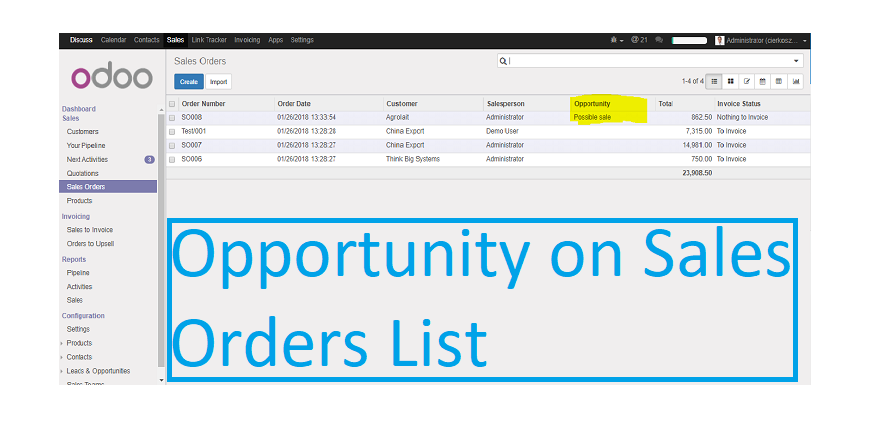 Discuss Calendar Contacts Sales Link Tracker Invoicing Apps Settings @ 21 Administrator (cierkosz...
odoo
Sales Orders
Create Import 1-4 of 4
Order Number Order Date Customer Salesperson Opportunity Total Invoice Status
SO008 01/26/2018 13:33:54 Agrolait Administrator Possible sale 862.50 Nothing to Invoice
Test/001 01/26/2018 13:28:28 China Export Demo User 7,315.00 To Invoice
SO007 01/26/2018 13:28:27 China Export Administrator 14,981.00 To Invoice
SO006 01/26/2018 13:28:27 Think Big Systems Administrator 750.00 To Invoice
23,908.50
Dashboard
Sales
Customers
Your Pipeline
Next Activities 3
Quotations
Sales Orders
Products
Invoicing
Sales to Invoice
Orders to Upsell
Reports
Pipeline
Activities
Sales
Configuration
Settings
Products
Contacts
Leads & Opportunities
Sales Teams
Opportunity on Sales
Orders List